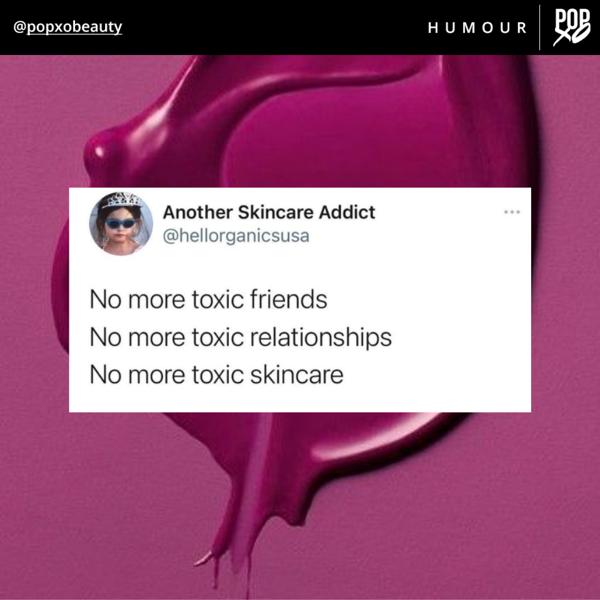 @popxobeauty
HUMOUR
POP
XO
Another Skincare Addict
@hellorganicsusa
No more toxic friends
No more toxic relationships
No more toxic skincare